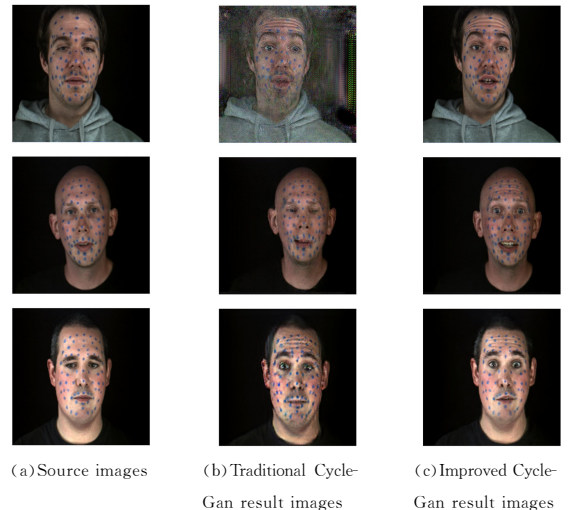 (a)Source images
(b)Traditional Cycle-
Gan result images
(c)Improved Cycle-
Gan result images